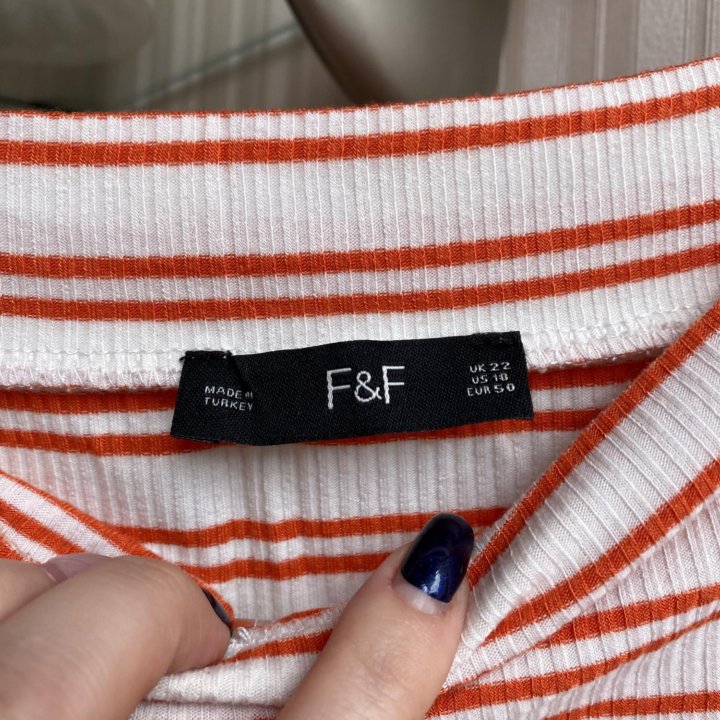 MADE IN
TURKEY
F&F
UK 22
US 18
EUR 50